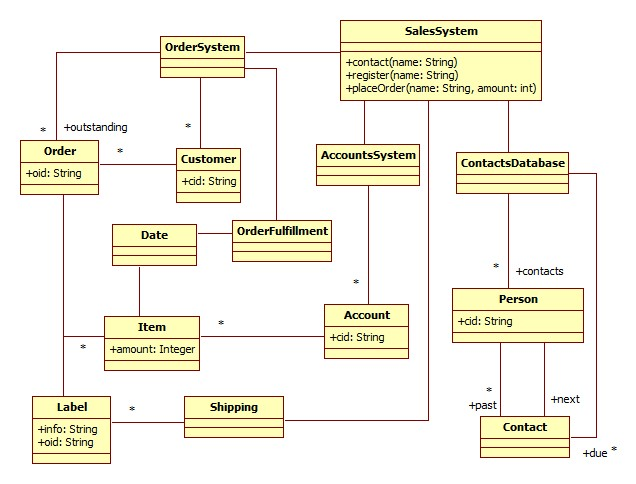 SalesSystem
+contact(name: String)
+register(name: String)
+placeOrder(name: String, amount: int)
OrderSystem
*
+outstanding
*
Order
+oid: String
*
Customer
+cid: String
AccountsSystem
ContactsDatabase
Date
OrderFulfillment
*
*
+contacts
Item
+amount: Integer
*
*
Account
+cid: String
Person
+cid: String
*
+past
+next
Label
+info: String
+oid: String
*
Shipping
Contact
+due *